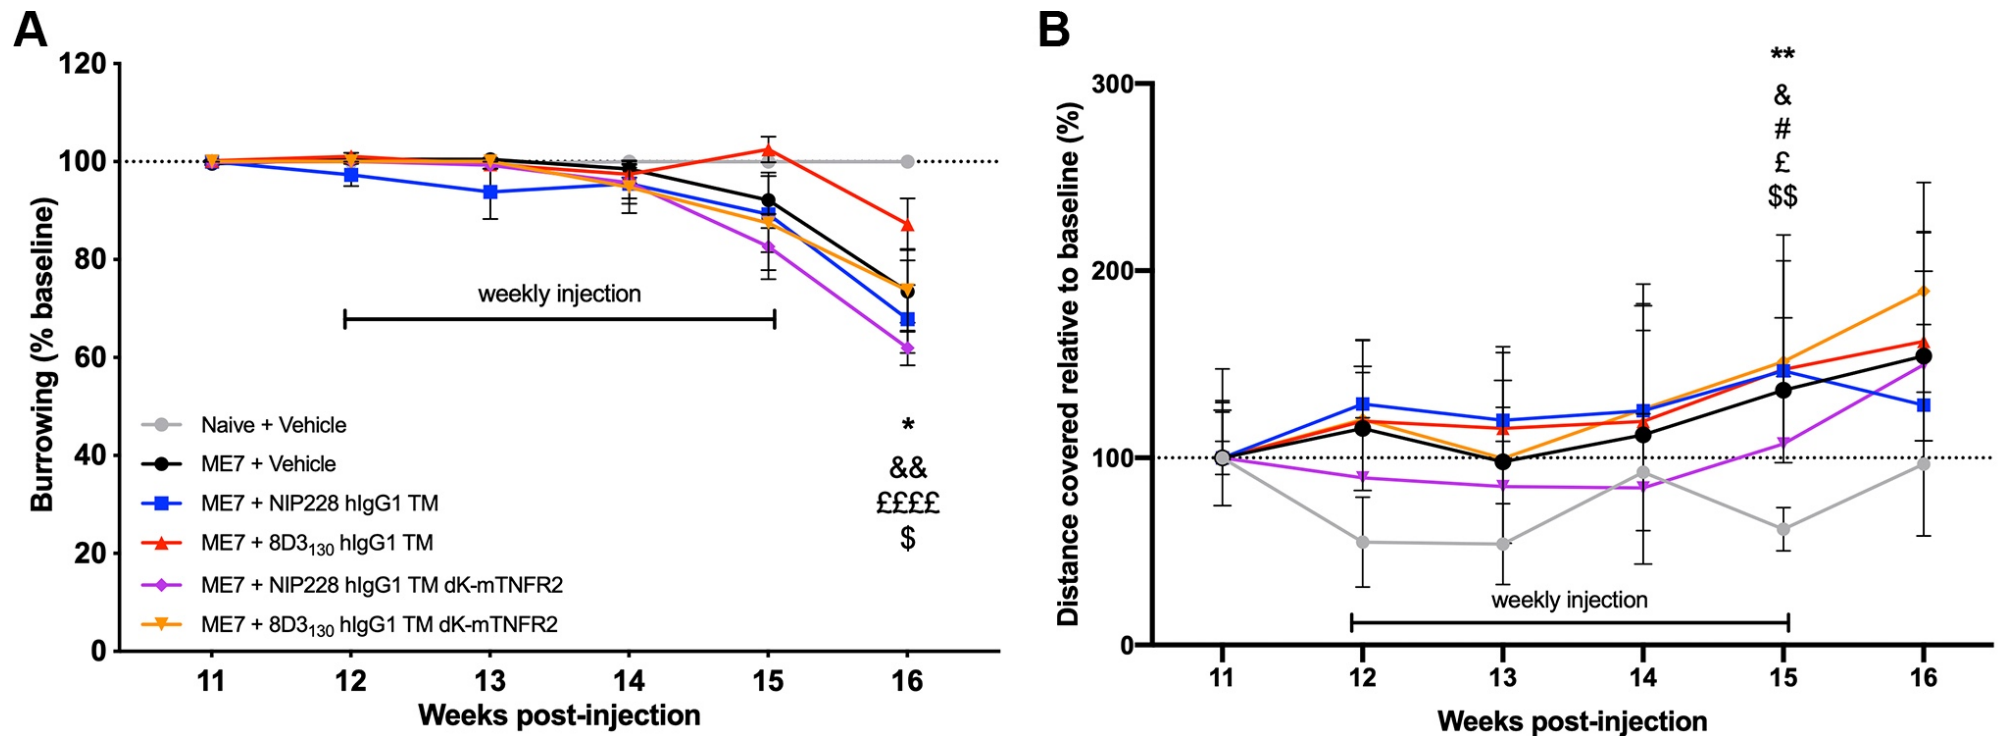 A
Burrowing (% baseline)
120
100
80
60
40
20
0
weekly injection
Naive + Vehicle
ME7 + Vehicle
ME7 + NIP228 hIgG1 TM
ME7 + 8D3130 hIgG1 TM
ME7 + NIP228 hIgG1 TM dK-mTNFR2
ME7 + 8D3130 hIgG1 TM dK-mTNFR2
*
&&
££££
$
11 12 13 14 15 16
Weeks post-injection
B
Distance covered relative to baseline (%)
300
200
100
0
**
&
#
£
$$
weekly injection
11 12 13 14 15 16
Weeks post-injection